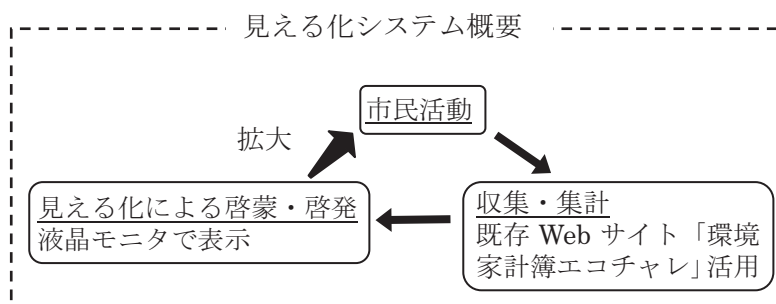 見える化システム概要
市民活動
拡大
見える化による啓蒙・啓発
液晶モニタで表示
収集・集計
既存 Web サイト「環境
家計簿エコチャレ」活用